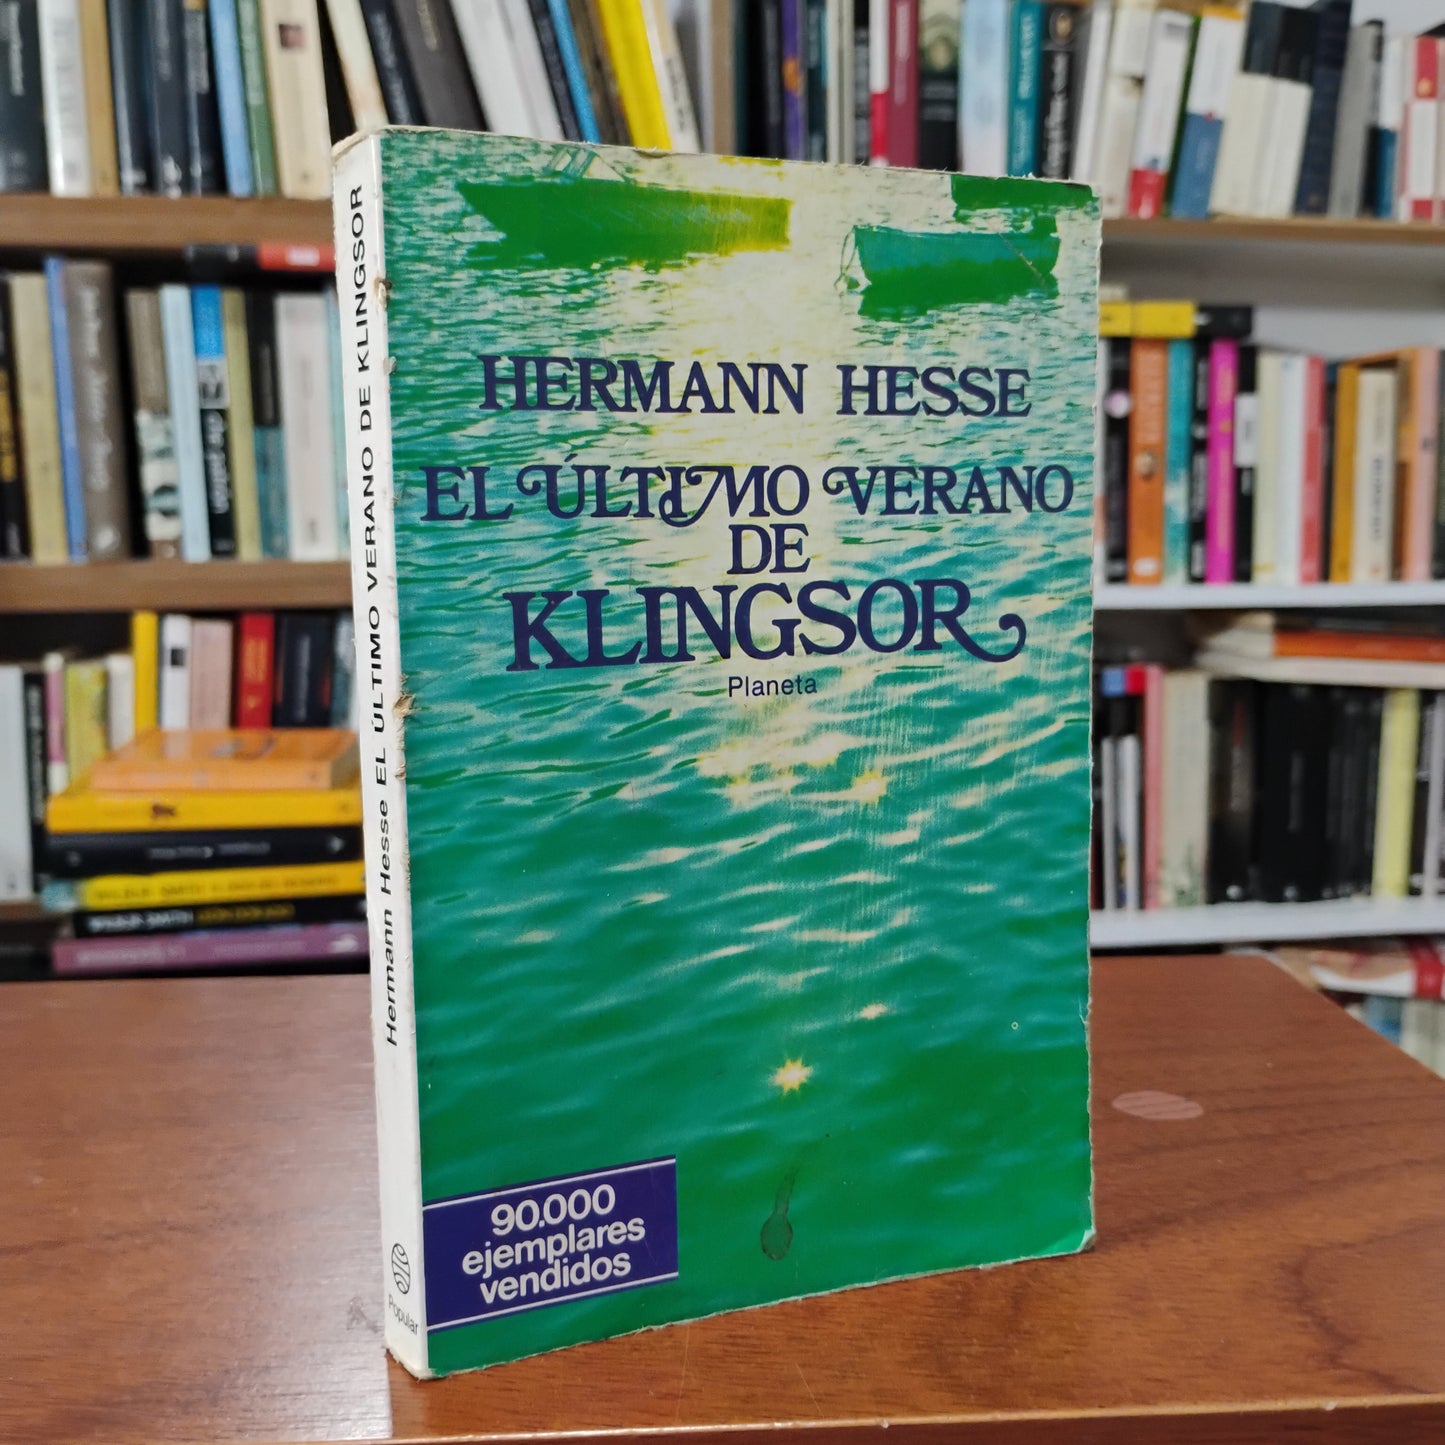 HERMANN HESSE
EL ÚLTIMO VERANO
DE
KLINGSOR
Planeta
90.000
ejemplares
vendidos
Hermann Hesse EL ÚLTIMO VERANO DE KLINGSOR
Popular